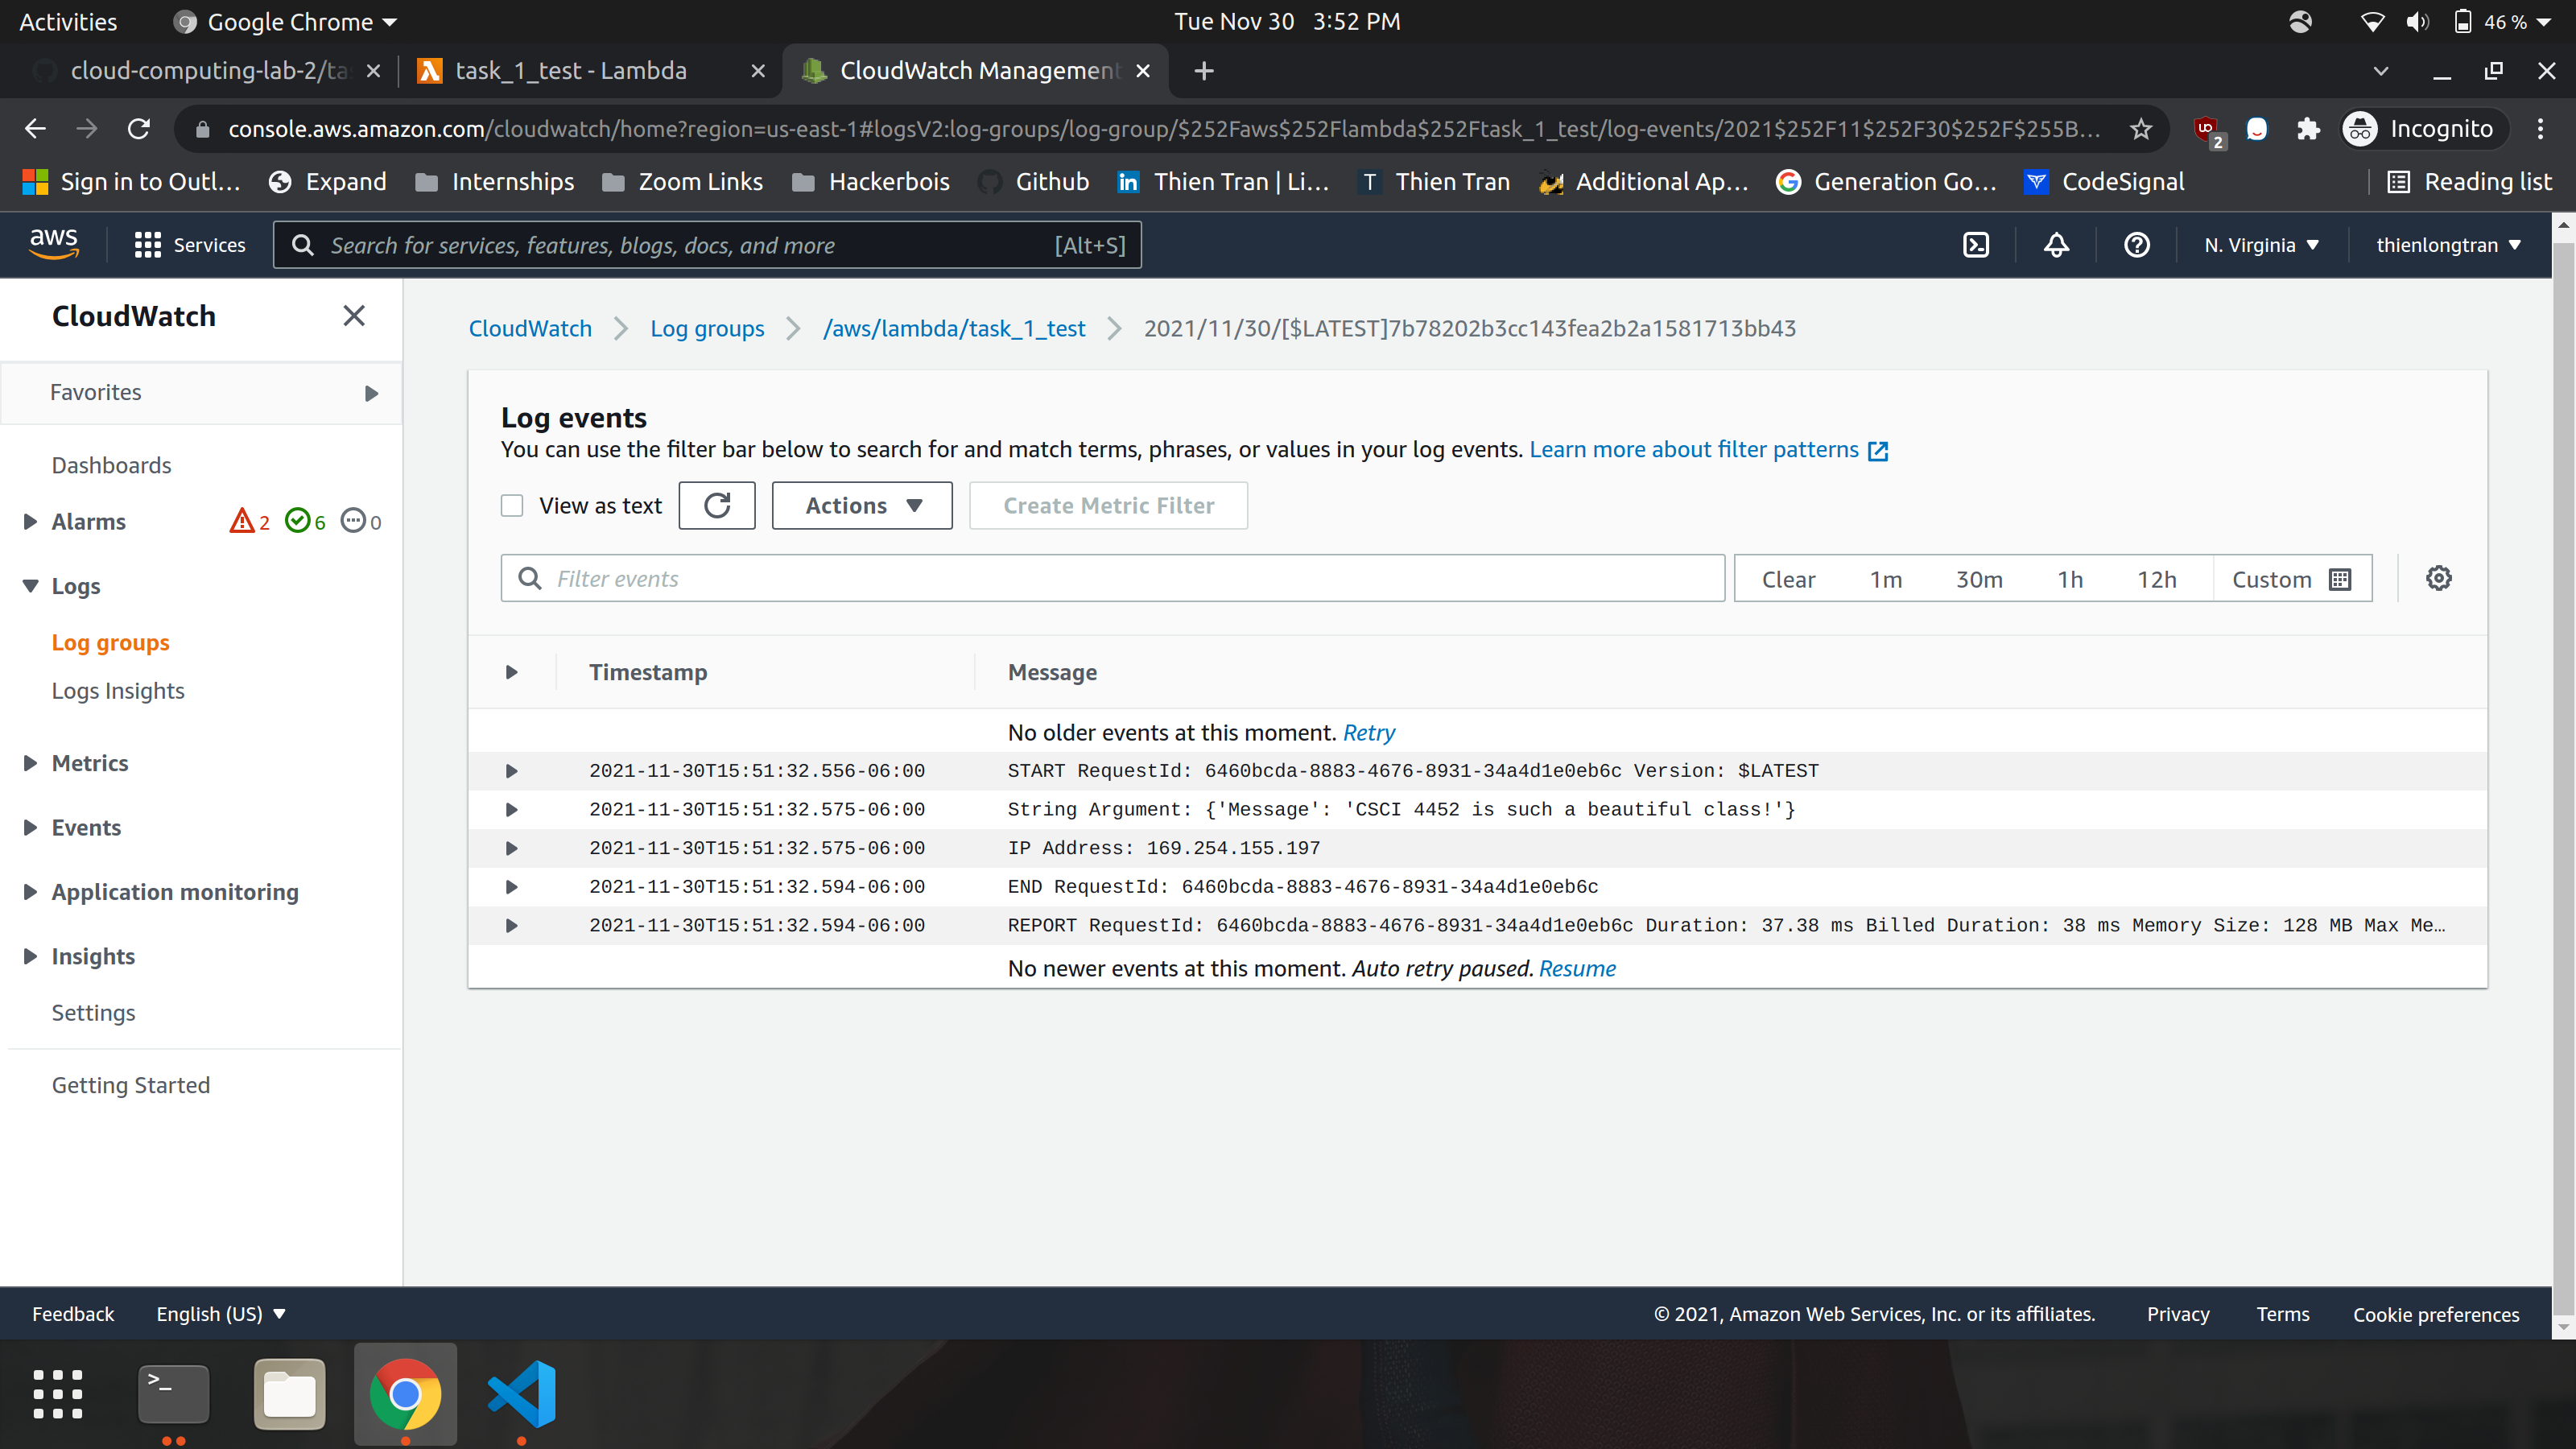 Activities
Google Chrome
Tue Nov 30 3:52 PM
46 %
cloud-computing-lab-2/ta
task_1_test - Lambda
CloudWatch Management
console.aws.amazon.com/cloudwatch/home?region=us-east-1#logsV2:log-groups/log-group/$252Faws$252Flambda$252Ftask_1_test/log-events/2021$252F11$252F30$252F$255B…
2
Incognito
Sign in to Outl…
Expand
Internships
Zoom Links
Hackerbois
Github
Thien Tran | Li…
Thien Tran
Additional Ap…
Generation Go…
CodeSignal
Reading list
aws
Services
Search for services, features, blogs, docs, and more
[Alt+S]
N. Virginia
thienlongtran
CloudWatch
Favorites
Dashboards
Alarms 2 6 0
Logs
Log groups
Logs Insights
Metrics
Events
Application monitoring
Insights
Settings
Getting Started
CloudWatch
Log groups
/aws/lambda/task_1_test
2021/11/30/[$LATEST]7b78202b3cc143fea2b2a1581713bb43
Log events
You can use the filter bar below to search for and match terms, phrases, or values in your log events. Learn more about filter patterns
View as text
Actions
Create Metric Filter
Filter events
Clear 1m 30m 1h 12h Custom
Timestamp Message
No older events at this moment. Retry
2021-11-30T15:51:32.556-06:00 START RequestId: 6460bcda-8883-4676-8931-34a4d1e0eb6c Version: $LATEST
2021-11-30T15:51:32.575-06:00 String Argument: {'Message': 'CSCI 4452 is such a beautiful class!'}
2021-11-30T15:51:32.575-06:00 IP Address: 169.254.155.197
2021-11-30T15:51:32.594-06:00 END RequestId: 6460bcda-8883-4676-8931-34a4d1e0eb6c
2021-11-30T15:51:32.594-06:00 REPORT RequestId: 6460bcda-8883-4676-8931-34a4d1e0eb6c Duration: 37.38 ms Billed Duration: 38 ms Memory Size: 128 MB Max Me…
No newer events at this moment. Auto retry paused. Resume
Feedback
English (US)
© 2021, Amazon Web Services, Inc. or its affiliates.
Privacy
Terms
Cookie preferences